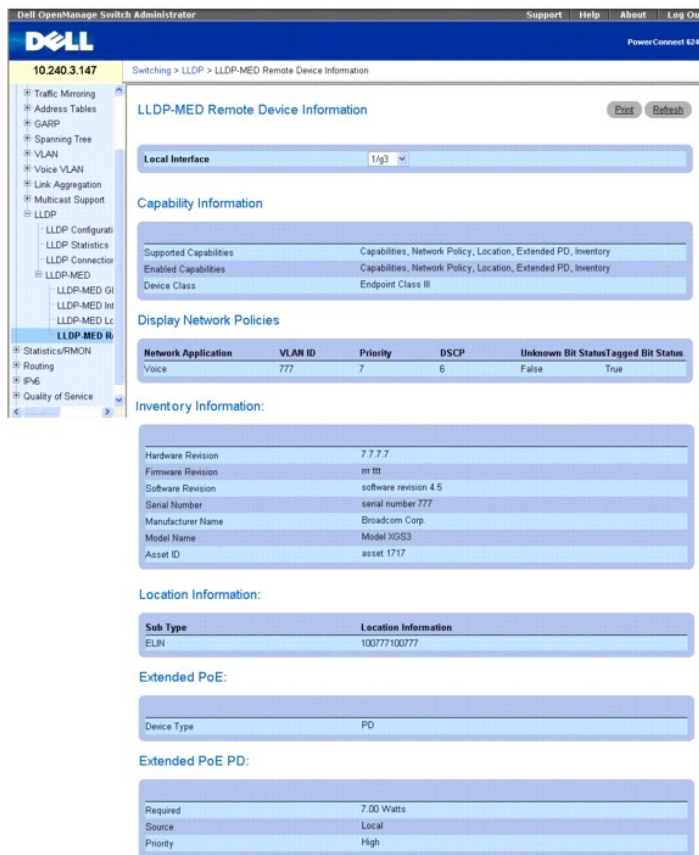 Dell OpenManage Switch Administrator Support Help About Log Ou
DELL
PowerConnect 624
10.240.3.147
Switching > LLDP > LLDP-MED Remote Device Information
Traffic Mirroring
Address Tables
GARP
Spanning Tree
VLAN
Voice VLAN
Link Aggregation
Multicast Support
LLDP
LLDP Configurati
LLDP Statistics
LLDP Connection
LLDP-MED
LLDP-MED Gl
LLDP-MED Int
LLDP-MED Lc
LLDP-MED R
Statistics/RMON
Routing
IPv6
Quality of Service
LLDP-MED Remote Device Information
Print Refresh
Local Interface 1/g3
Capability Information
Supported Capabilities Capabilities, Network Policy, Location, Extended PD, Inventory
Enabled Capabilities Capabilities, Network Policy, Location, Extended PD, Inventory
Device Class Endpoint Class III
Display Network Policies
Network Application VLAN ID Priority DSCP Unknown Bit Status Tagged Bit Status
Voice 777 7 6 False True
Inventory Information:
Hardware Revision 7.7.7.7
Firmware Revision rrr ttt
Software Revision software revision 4.5
Serial Number serial number 777
Manufacturer Name Broadcom Corp.
Model Name Model XGS3
Asset ID asset 1717
Location Information:
Sub Type Location Information
ELIN 100777100777
Extended PoE:
Device Type PD
Extended PoE PD:
Required 7.00 Watts
Source Local
Priority High